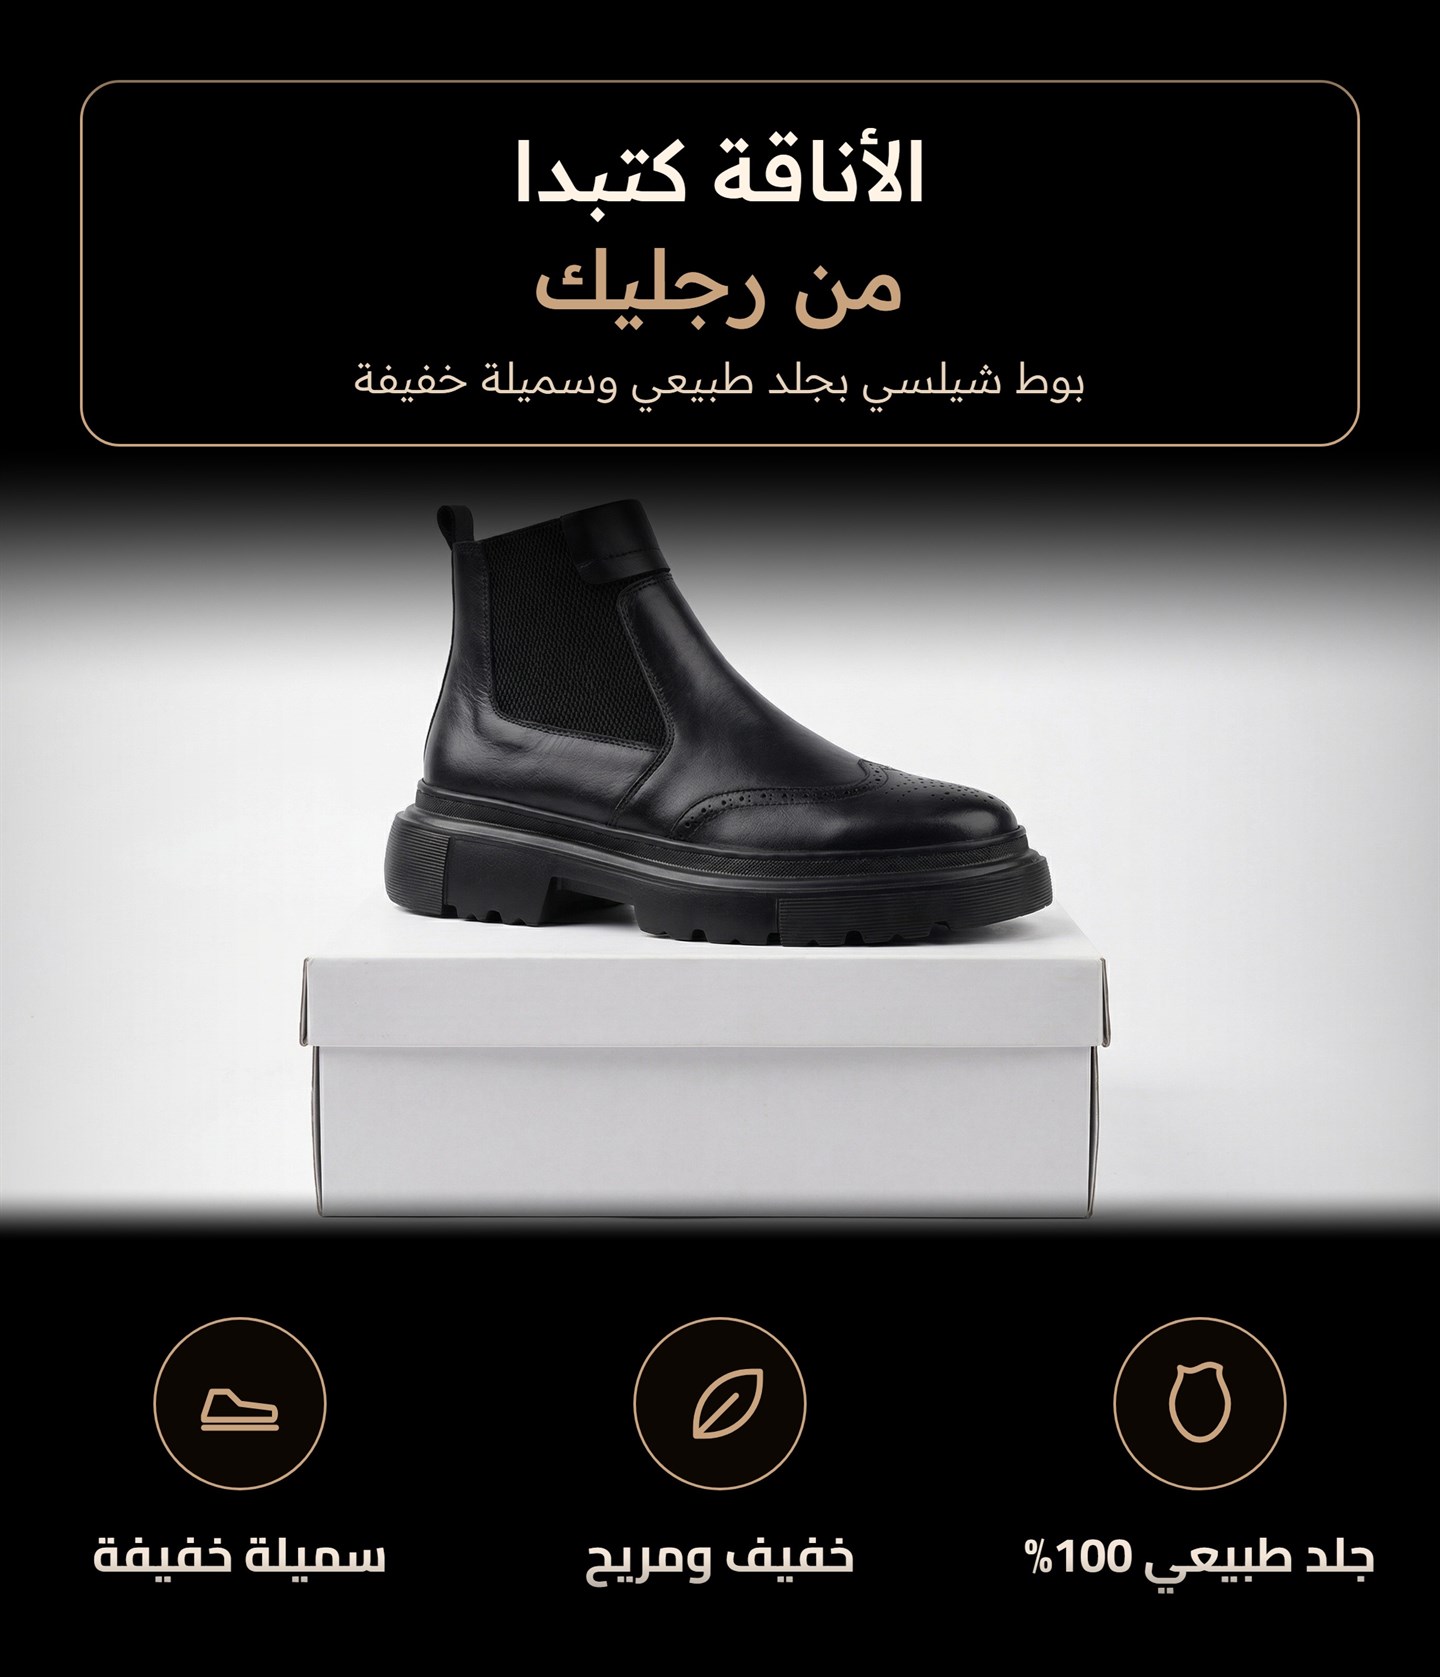 الأناقة كتبدا
من رجليك
بوط شيلسي بجلد طبيعي وسميلة خفيفة
جلد طبيعي 100%
خفيف ومريح
سميلة خفيفة